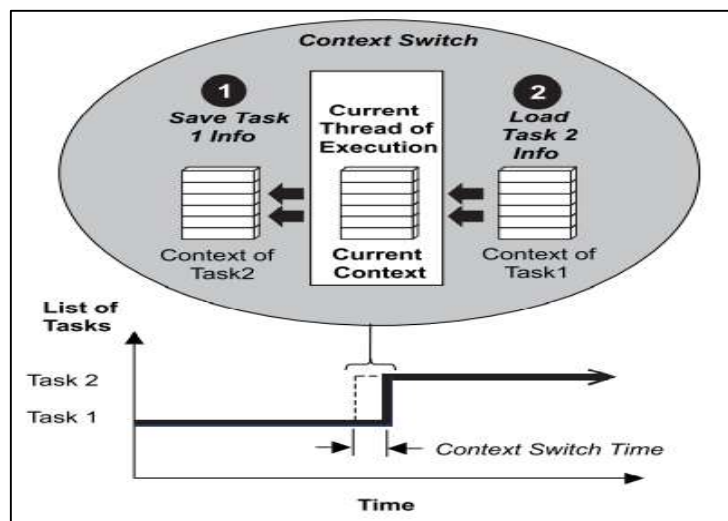 Context Switch
1
Save Task
1 Info
Current
Thread of
Execution
2
Load
Task 2
Info
Context of
Task2
Current
Context
Context of
Task1
List of
Tasks
Task 2
Task 1
Context Switch Time
Time